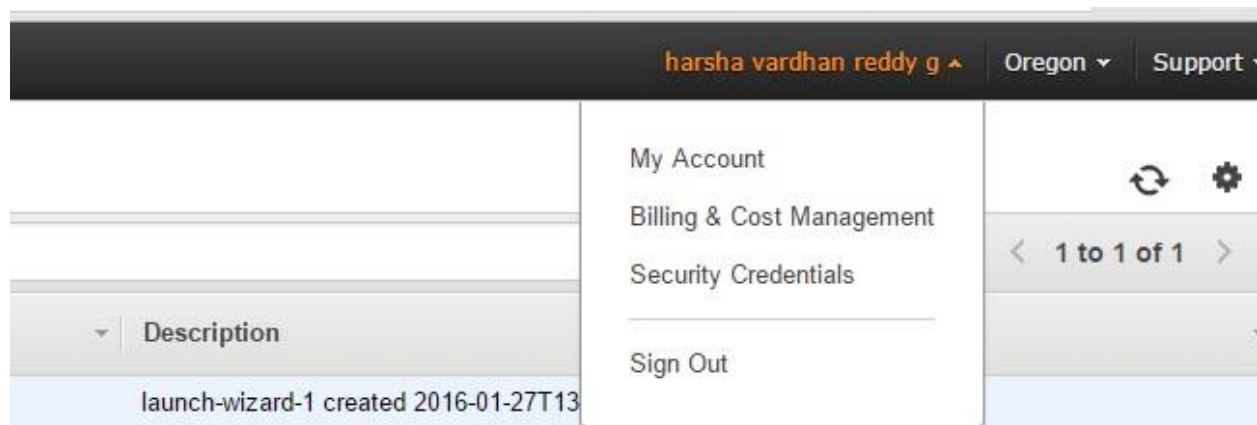 harsha vardhan reddy g Oregon Support
My Account
Billing & Cost Management
1 to 1 of 1
Security Credentials
Description
Sign Out
launch-wizard-1 created 2016-01-27T13